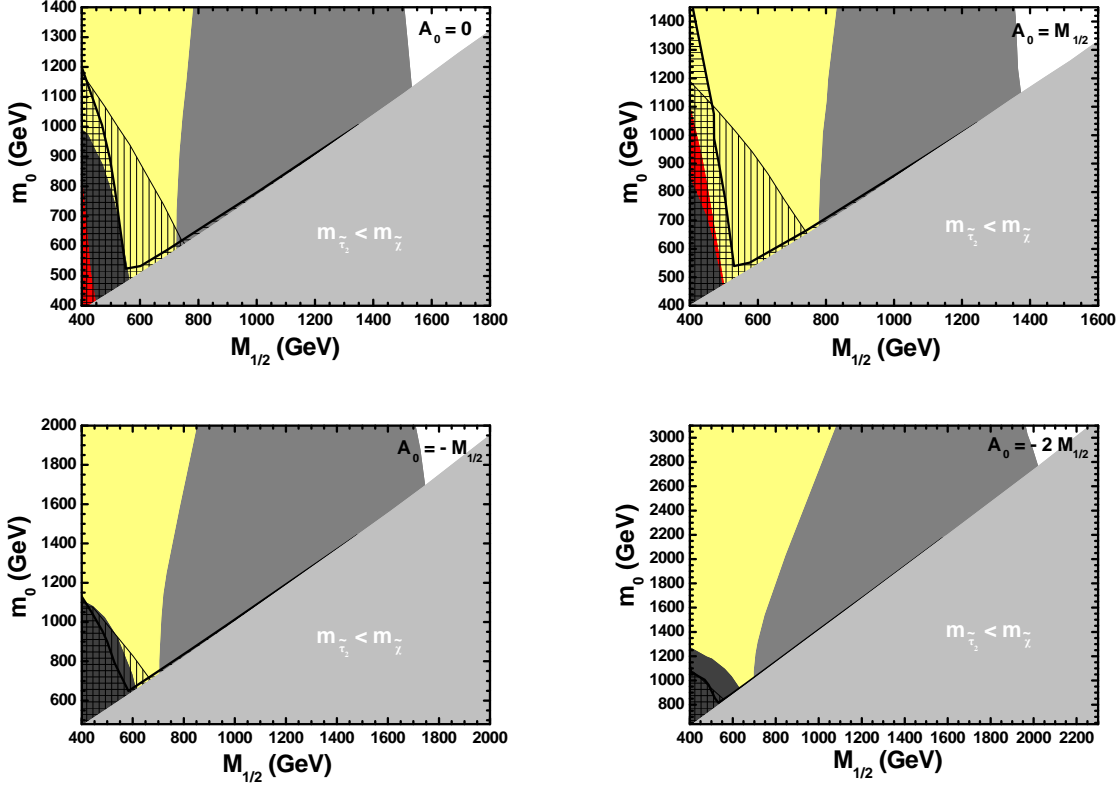 A₀ = 0
m₀ (GeV)
1400
1300
1200
1100
1000
900
800
700
600
500
400
m_τ̃₂ < m_χ̃
400 600 800 1000 1200 1400 1600 1800
M₁/₂ (GeV)
A₀ = M₁/₂
m₀ (GeV)
1400
1300
1200
1100
1000
900
800
700
600
500
400
m_τ̃₂ < m_χ̃
400 600 800 1000 1200 1400 1600
M₁/₂ (GeV)
A₀ = - M₁/₂
m₀ (GeV)
2000
1800
1600
1400
1200
1000
800
600
m_τ̃₂ < m_χ̃
400 600 800 1000 1200 1400 1600 1800 2000
M₁/₂ (GeV)
A₀ = - 2 M₁/₂
m₀ (GeV)
3000
2800
2600
2400
2200
2000
1800
1600
1400
1200
1000
800
m_τ̃₂ < m_χ̃
400 600 800 1000 1200 1400 1600 1800 2000 2200
M₁/₂ (GeV)